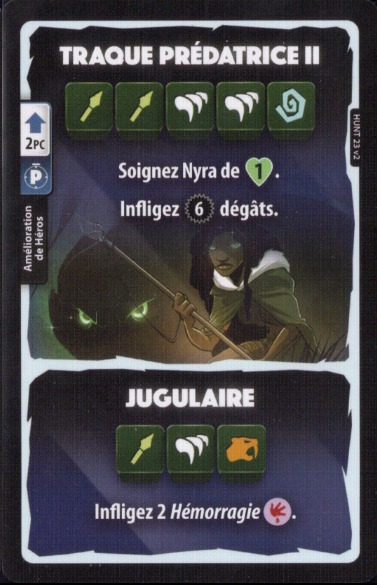 TRAQUE PRÉDATRICE II
2PC
P
Amélioration
de Héros
HUNT 23 v2
Soignez Nyra de 1.
Infligez 6 dégâts.
JUGULAIRE
Infligez 2 Hémorragie.